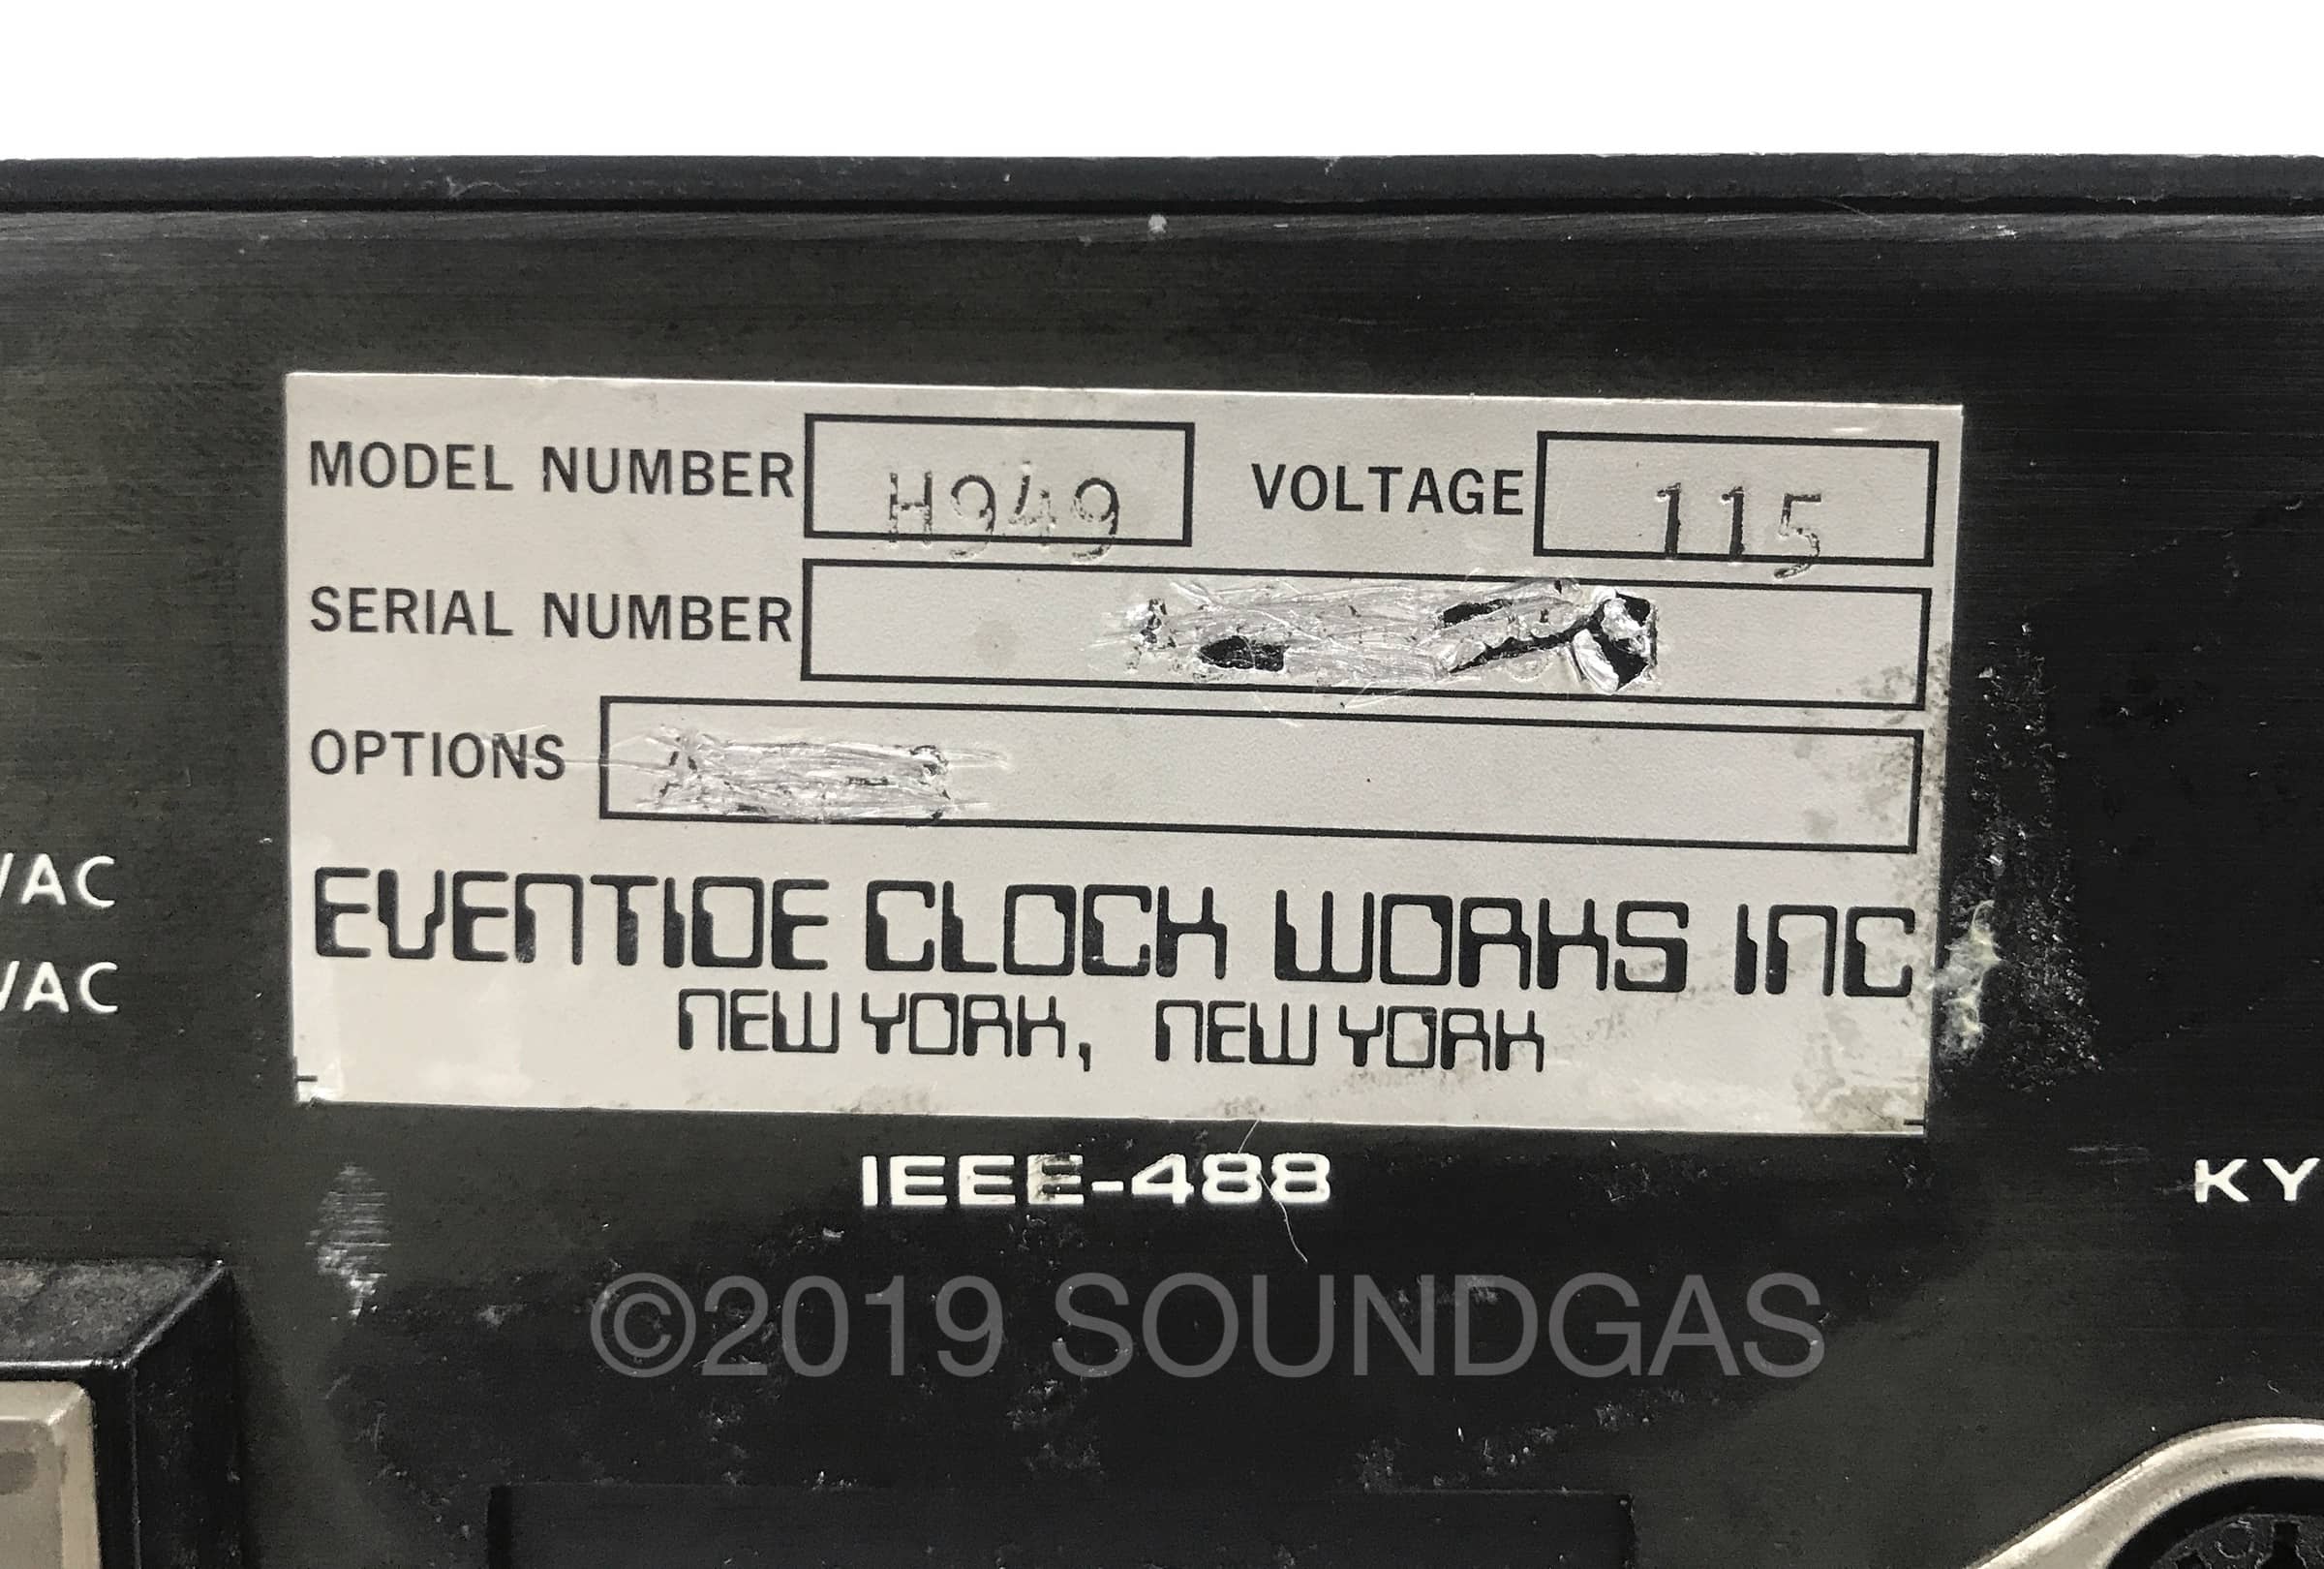 MODEL NUMBER H949 VOLTAGE 115
SERIAL NUMBER
OPTIONS
EVENTIDE CLOCK WORKS INC
NEW YORK, NEW YORK
VAC
VAC
IEEE-488
KY
©2019 SOUNDGAS